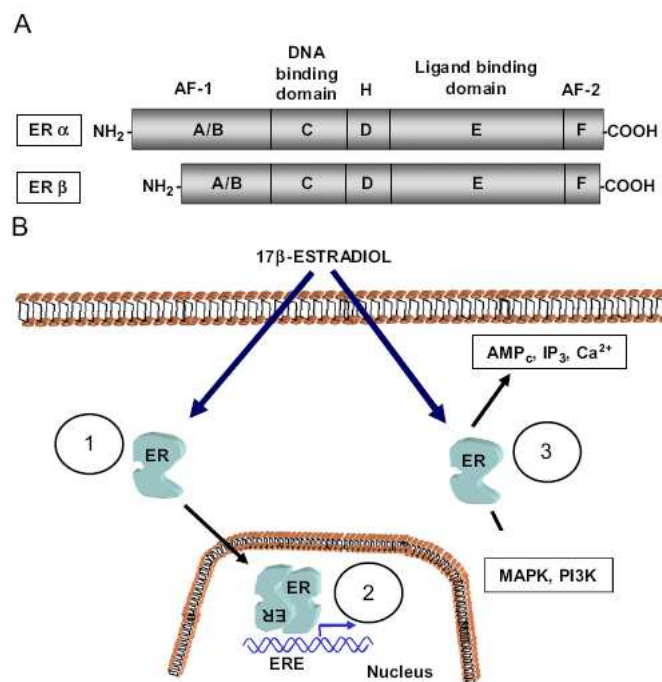 A
DNA binding domain
Ligand binding domain
AF-1
H
AF-2
ER α
NH2-
A/B
C
D
E
F
-COOH
ER β
NH2-
A/B
C
D
E
F
-COOH
B
17β-ESTRADIOL
AMPc, IP3, Ca2+
1
ER
ER
3
MAPK, PI3K
ER
ER
2
ERE
Nucleus